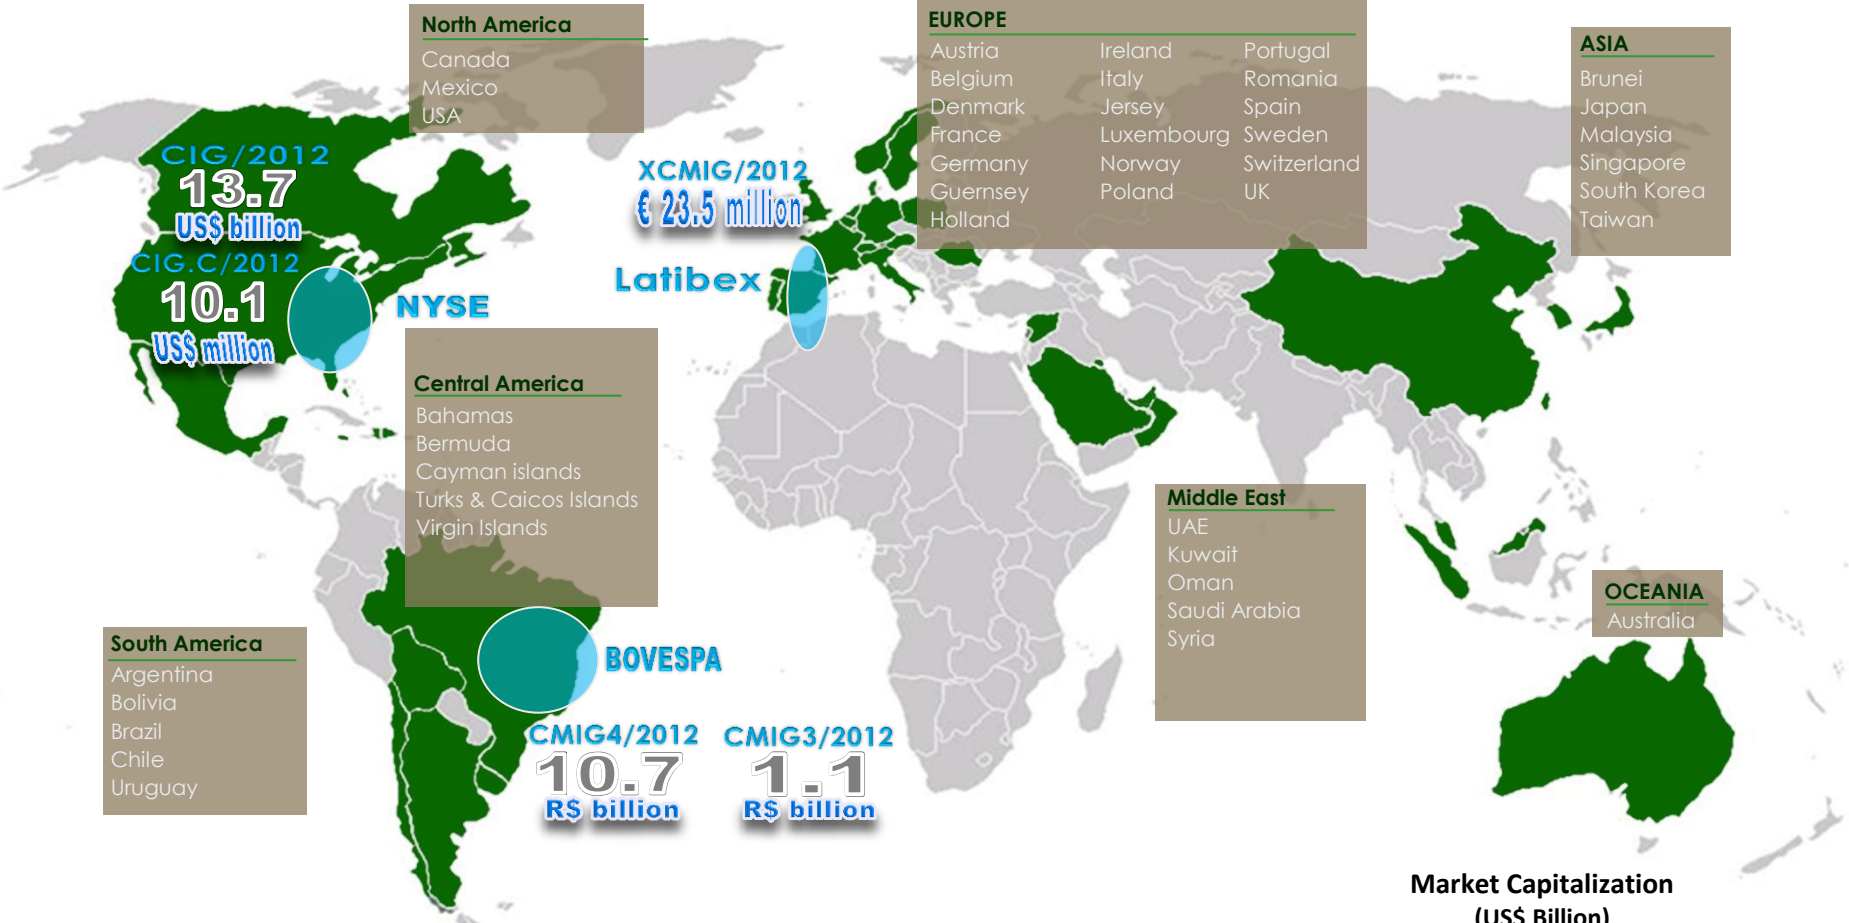 North America
Canada
Mexico
USA
EUROPE
Austria
Belgium
Denmark
France
Germany
Guernsey
Holland
Ireland
Italy
Jersey
Luxembourg
Norway
Poland
Portugal
Romania
Spain
Sweden
Switzerland
UK
ASIA
Brunei
Japan
Malaysia
Singapore
South Korea
Taiwan
CIG/2012
13.7
US$ billion
CIG.C/2012
10.1
US$ million
NYSE
XCMIG/2012
€ 23.5 million
Latibex
Central America
Bahamas
Bermuda
Cayman islands
Turks & Caicos Islands
Virgin Islands
Middle East
UAE
Kuwait
Oman
Saudi Arabia
Syria
OCEANIA
Australia
South America
Argentina
Bolivia
Brazil
Chile
Uruguay
BOVESPA
CMIG4/2012
10.7
R$ billion
CMIG3/2012
1.1
R$ billion
Market Capitalization
(US$ Billion)